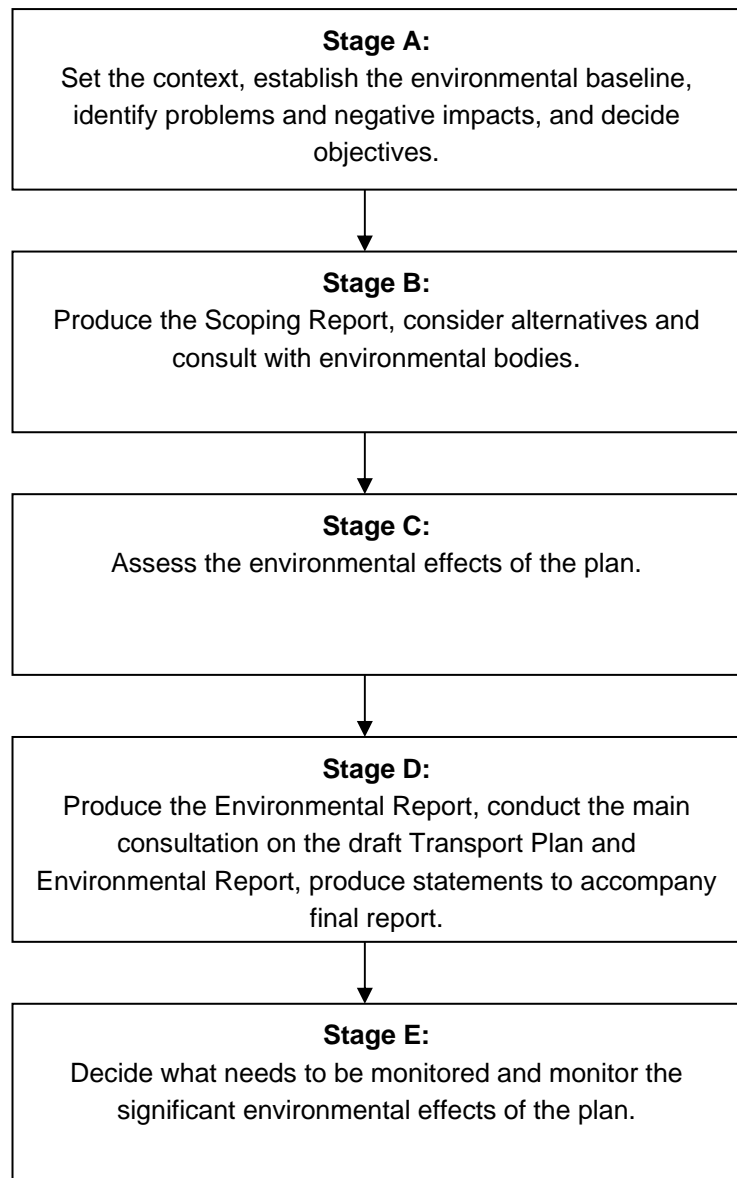 Stage A:
Set the context, establish the environmental baseline,
identify problems and negative impacts, and decide
objectives.
Stage B:
Produce the Scoping Report, consider alternatives and
consult with environmental bodies.
Stage C:
Assess the environmental effects of the plan.
Stage D:
Produce the Environmental Report, conduct the main
consultation on the draft Transport Plan and
Environmental Report, produce statements to accompany
final report.
Stage E:
Decide what needs to be monitored and monitor the
significant environmental effects of the plan.